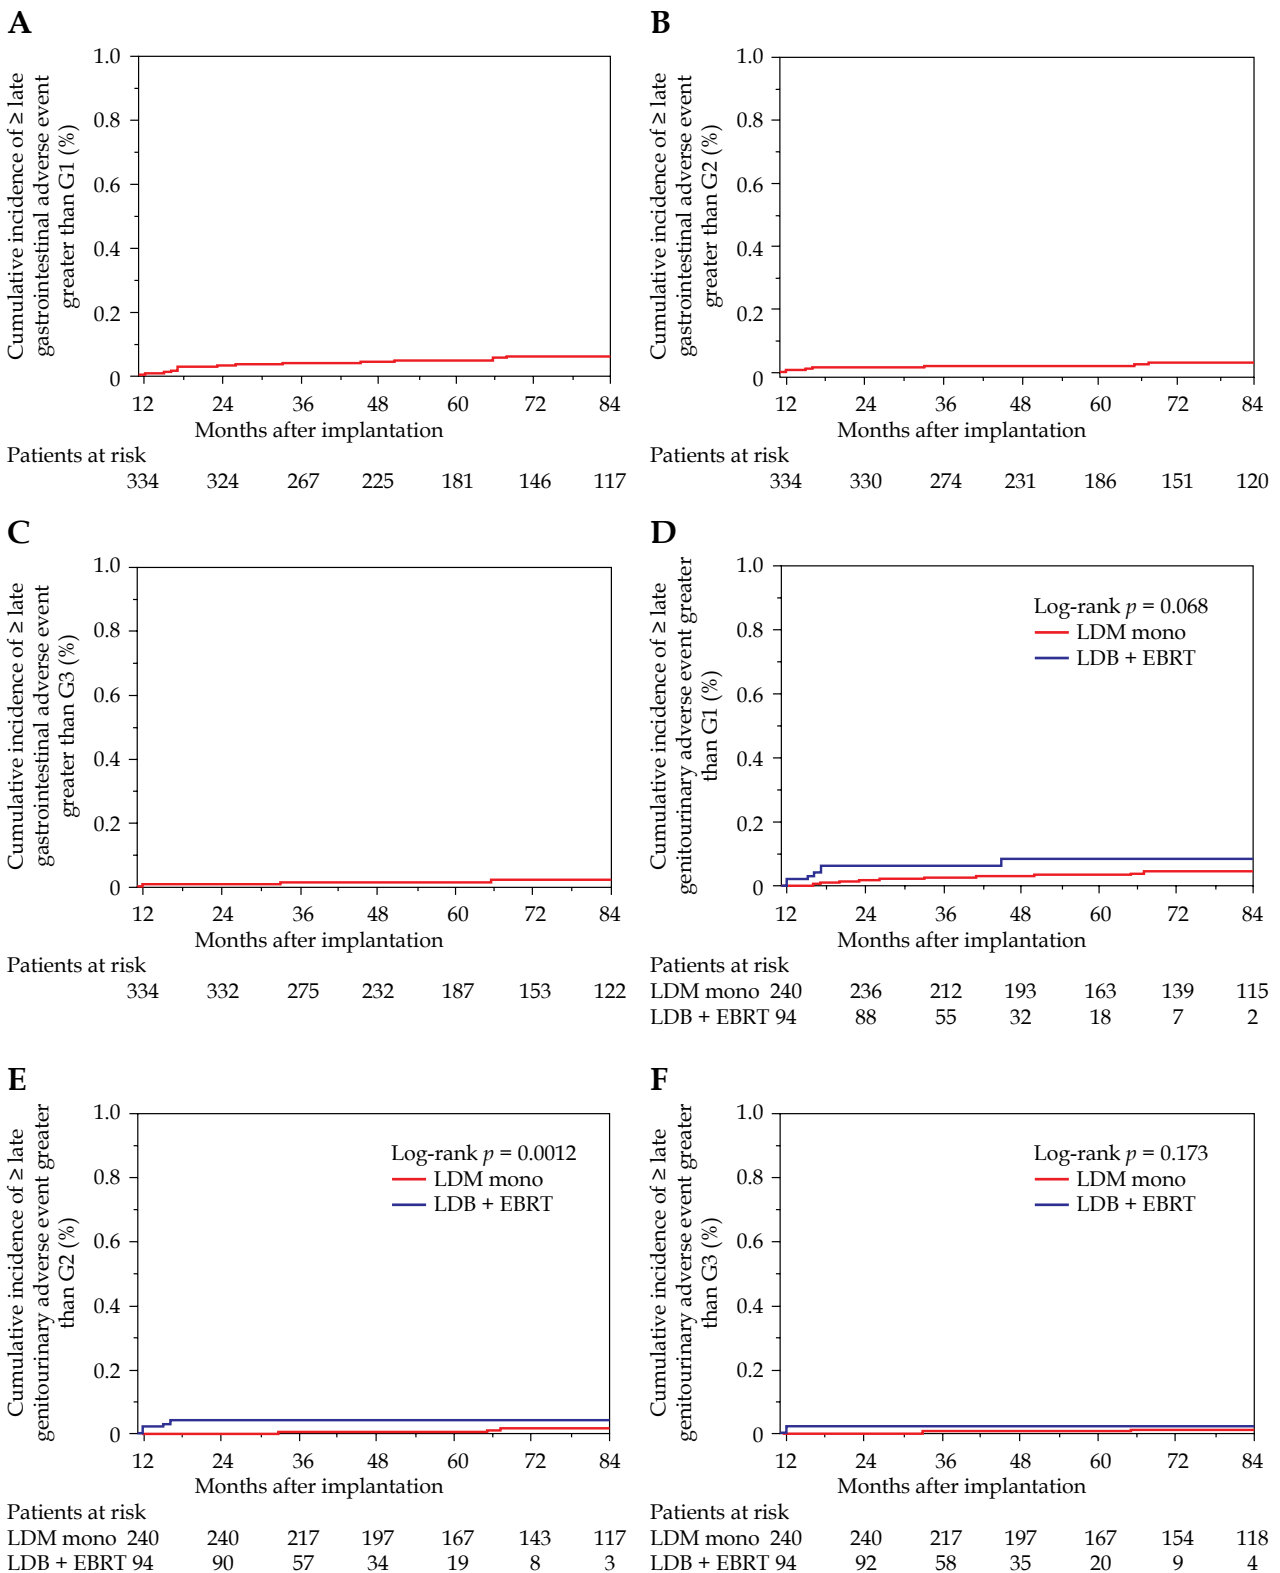 A
Cumulative incidence of ≥ late
gastrointestinal adverse event
greater than G1 (%)
1.0
0.8
0.6
0.4
0.2
0
12 24 36 48 60 72 84
Months after implantation
Patients at risk
334 324 267 225 181 146 117
B
Cumulative incidence of ≥ late
gastrointestinal adverse event
greater than G2 (%)
1.0
0.8
0.6
0.4
0.2
0
12 24 36 48 60 72 84
Months after implantation
Patients at risk
334 330 274 231 186 151 120
C
Cumulative incidence of ≥ late
gastrointestinal adverse event
greater than G3 (%)
1.0
0.8
0.6
0.4
0.2
0
12 24 36 48 60 72 84
Months after implantation
Patients at risk
334 332 275 232 187 153 122
D
Cumulative incidence of ≥ late
genitourinary adverse event greater
than G1 (%)
1.0
0.8
0.6
0.4
0.2
0
Log-rank p = 0.068
LDM mono
LDB + EBRT
12 24 36 48 60 72 84
Months after implantation
Patients at risk
LDM mono 240 236 212 193 163 139 115
LDB + EBRT 94 88 55 32 18 7 2
E
Cumulative incidence of ≥ late
genitourinary adverse event greater
than G2 (%)
1.0
0.8
0.6
0.4
0.2
0
Log-rank p = 0.0012
LDM mono
LDB + EBRT
12 24 36 48 60 72 84
Months after implantation
Patients at risk
LDM mono 240 240 217 197 167 143 117
LDB + EBRT 94 90 57 34 19 8 3
F
Cumulative incidence of ≥ late
genitourinary adverse event greater
than G3 (%)
1.0
0.8
0.6
0.4
0.2
0
Log-rank p = 0.173
LDM mono
LDB + EBRT
12 24 36 48 60 72 84
Months after implantation
Patients at risk
LDM mono 240 240 217 197 167 154 118
LDB + EBRT 94 92 58 35 20 9 4